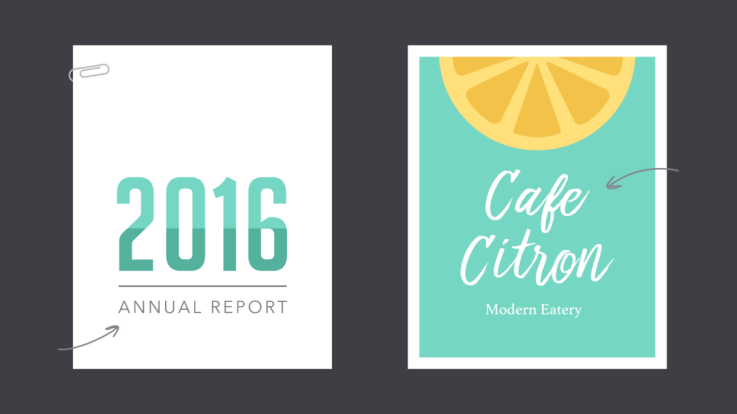 2016
ANNUAL REPORT
Cafe
Citron
Modern Eatery